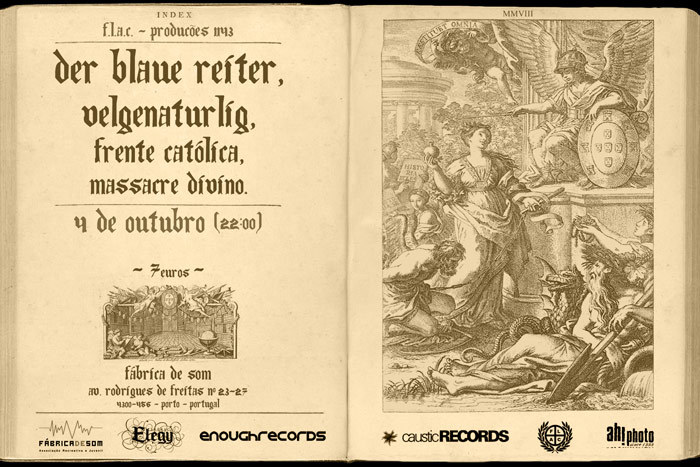 INDEX
f.l.a.c. - producões nº43
der blaue reiter,
velgenaturlig,
frente católica,
massacre divino.
4 de outubro (22:00)
~ 7euros ~
fábrica de som
av. rodrigues de freitas nº 23-27
4300-456 - porto - portugal
FÁBRICADESOM
Elegy
enoughrecords
MMVIII
OMNIA
causticRECORDS
ah!photo